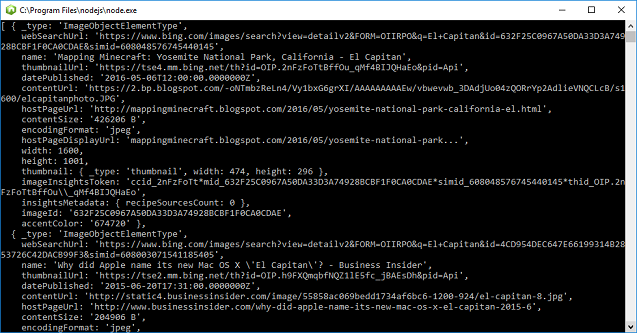 C:\Program Files\nodejs\node.exe
[ { _type: 'ImageObjectElementType',
webSearchUrl: 'https://www.bing.com/images/search?view=detailv2&FORM=OIIRPO&q=El+Capitan&id=632F25C0967A50DA33D3A749
28BCBF1F0CA0CDAE&simid=608048576745440145',
name: 'Mapping Minecraft: Yosemite National Park, California - El Capitan',
thumbnailUrl: 'https://tse4.mm.bing.net/th?id=OIP.2nFzFoTtBffOu_qMf4BIJQHaEo&pid=Api',
datePublished: '2016-05-06T12:00:00.0000000Z',
contentUrl: 'https://2.bp.blogspot.com/-oNTmbzReLn4/Vy1bxG6grXI/AAAAAAAAAEw/vbwevwb_3DAdjUo04zQORrYp2AdlieVNQCLcB/s1
600/elcapitanphoto.JPG',
hostPageUrl: 'http://mappingminecraft.blogspot.com/2016/05/yosemite-national-park-california-el.html',
contentSize: '426206 B',
encodingFormat: 'jpeg',
hostPageDisplayUrl: 'mappingminecraft.blogspot.com/2016/05/yosemite-national-park...',
width: 1600,
height: 1001,
thumbnail: { _type: 'thumbnail', width: 474, height: 296 },
imageInsightsToken: 'ccid_2nFzFoTt*mid_632F25C0967A50DA33D3A74928BCBF1F0CA0CDAE*simid_608048576745440145*thid_OIP.2n
FzFoTtBffOu\\_qMf4BIJQHaEo',
insightsMetadata: { recipeSourcesCount: 0 },
imageId: '632F25C0967A50DA33D3A74928BCBF1F0CA0CDAE',
accentColor: '674720' },
{ _type: 'ImageObjectElementType',
webSearchUrl: 'https://www.bing.com/images/search?view=detailv2&FORM=OIIRPO&q=El+Capitan&id=4CD954DEC647E66199314B28
53726C42DACB99F3&simid=608003071541185405',
name: 'Why did Apple name its new Mac OS X \'El Capitan\'? - Business Insider',
thumbnailUrl: 'https://tse2.mm.bing.net/th?id=OIP.h9FXQmqbfNQZ1lE5fc_jBAEsDh&pid=Api',
datePublished: '2015-06-20T17:31:00.0000000Z',
contentUrl: 'http://static4.businessinsider.com/image/55858ac069bedd1734af6bc6-1200-924/el-capitan-8.jpg',
hostPageUrl: 'http://www.businessinsider.com/why-did-apple-name-its-new-mac-os-x-el-capitan-2015-6',
contentSize: '204906 B',
encodingFormat: 'jpeg',